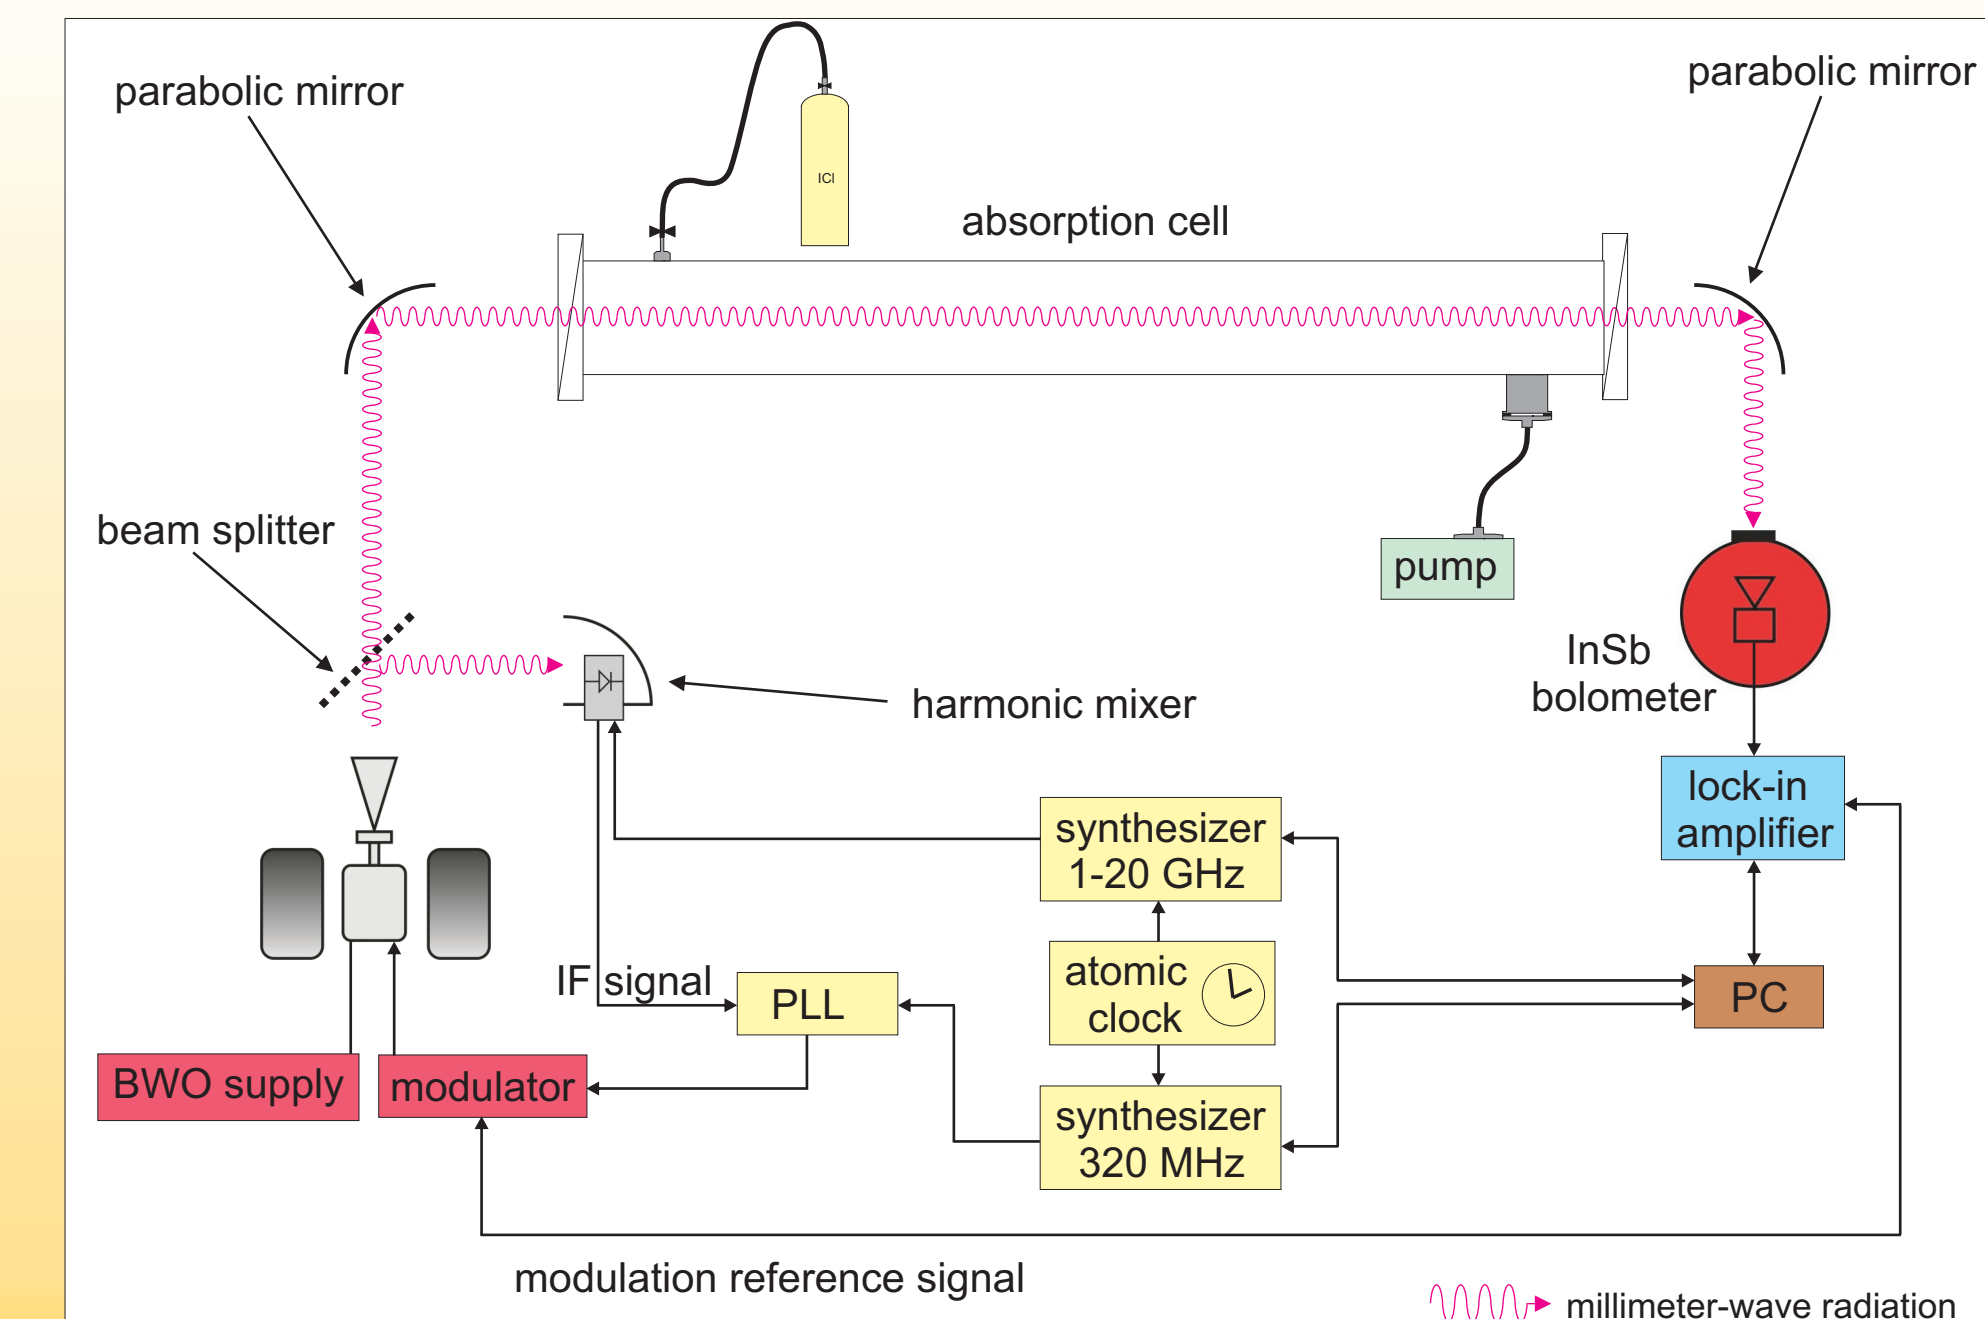 parabolic mirror
parabolic mirror
ICl
absorption cell
beam splitter
pump
InSb
bolometer
harmonic mixer
lock-in
amplifier
synthesizer
1-20 GHz
IF signal
PLL
atomic
clock
PC
BWO supply
modulator
synthesizer
320 MHz
modulation reference signal
millimeter-wave radiation